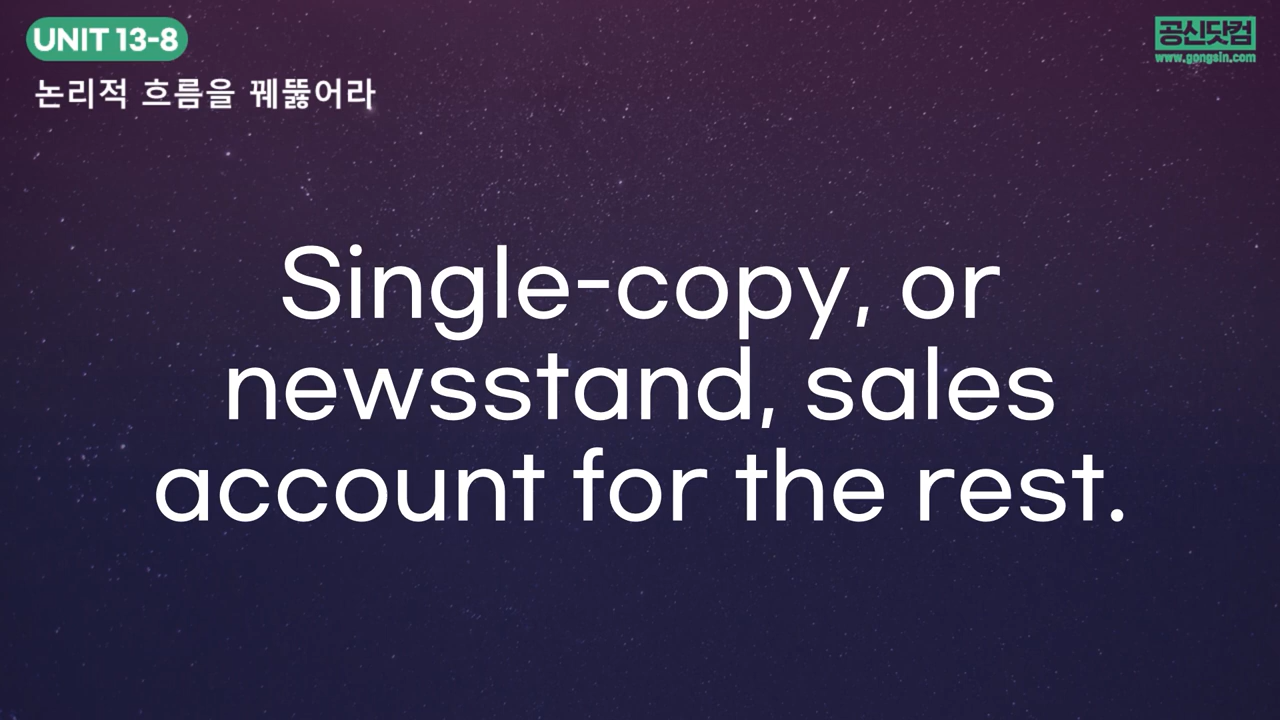 UNIT 13-8
공신닷컴
www.gongsin.com
논리적 흐름을 꿰뚫어라
Single-copy, or
newsstand, sales
account for the rest.